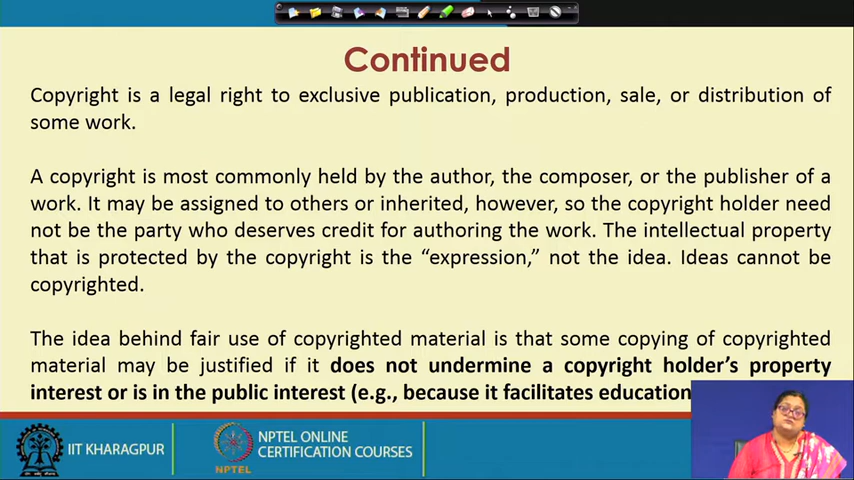 Continued
Copyright is a legal right to exclusive publication, production, sale, or distribution of
some work.
A copyright is most commonly held by the author, the composer, or the publisher of a
work. It may be assigned to others or inherited, however, so the copyright holder need
not be the party who deserves credit for authoring the work. The intellectual property
that is protected by the copyright is the “expression,” not the idea. Ideas cannot be
copyrighted.
The idea behind fair use of copyrighted material is that some copying of copyrighted
material may be justified if it does not undermine a copyright holder’s property
interest or is in the public interest (e.g., because it facilitates education
IIT KHARAGPUR
NPTEL
NPTEL ONLINE
CERTIFICATION COURSES